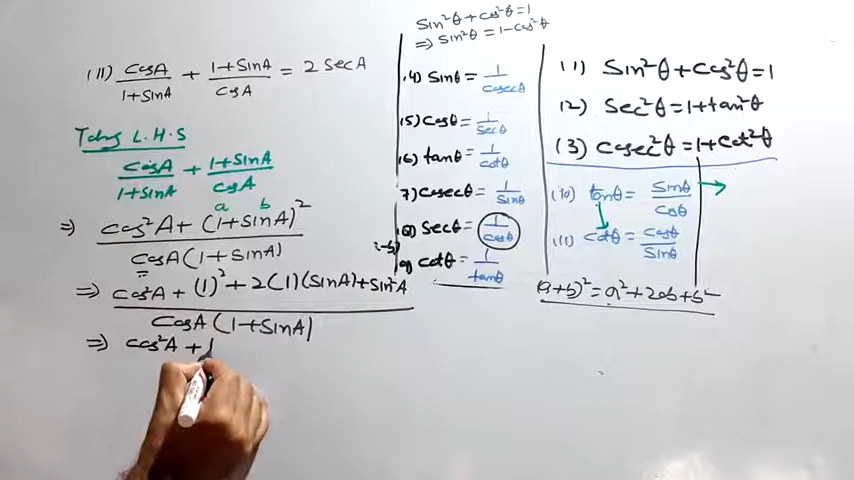 (11) CosA/1+SinA + 1+SinA/CosA = 2 SecA
Taking L.H.S
CosA/1+SinA + 1+SinA/CosA
a b
⇒ cos²A + (1+SinA)²/CosA(1+SinA)
⇒ Cos²A + (1)² + 2(1)(SinA) + Sin²A/CosA(1+SinA)
⇒ Cos²A + 1
Sin²θ + Cos²θ = 1
⇒ Sin²θ = 1-Cos²θ
(4) Sinθ = 1/Cosecθ
(5) Cosθ = 1/Secθ
(6) tanθ = 1/Cotθ
7) Cosecθ = 1/Sinθ
(8) Secθ = 1/Cosθ
9) Cotθ = 1/tanθ
(1) Sin²θ + Cos²θ = 1
(2) Sec²θ = 1+tan²θ
(3) Cosec²θ = 1+Cot²θ
(10) tanθ = Sinθ/Cosθ →
(11) Cotθ = Cosθ/Sinθ
(a+b)² = a² + 2ab + b²